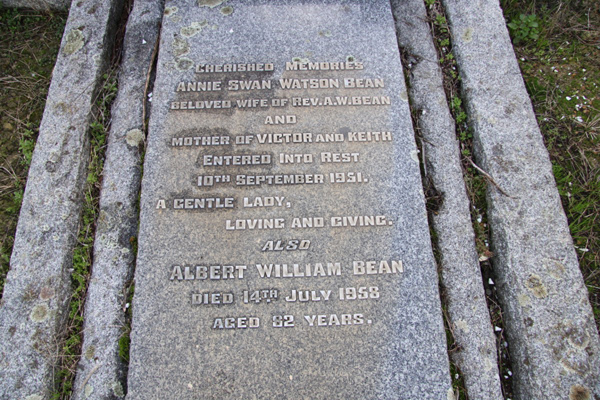 CHERISHED MEMORIES
ANNIE SWAN WATSON BEAN
BELOVED WIFE OF REV. A.W. BEAN
AND
MOTHER OF VICTOR AND KEITH
ENTERED INTO REST
10TH SEPTEMBER 1951.
A GENTLE LADY,
LOVING AND GIVING.
ALSO
ALBERT WILLIAM BEAN
DIED 14TH JULY 1958
AGED 82 YEARS.